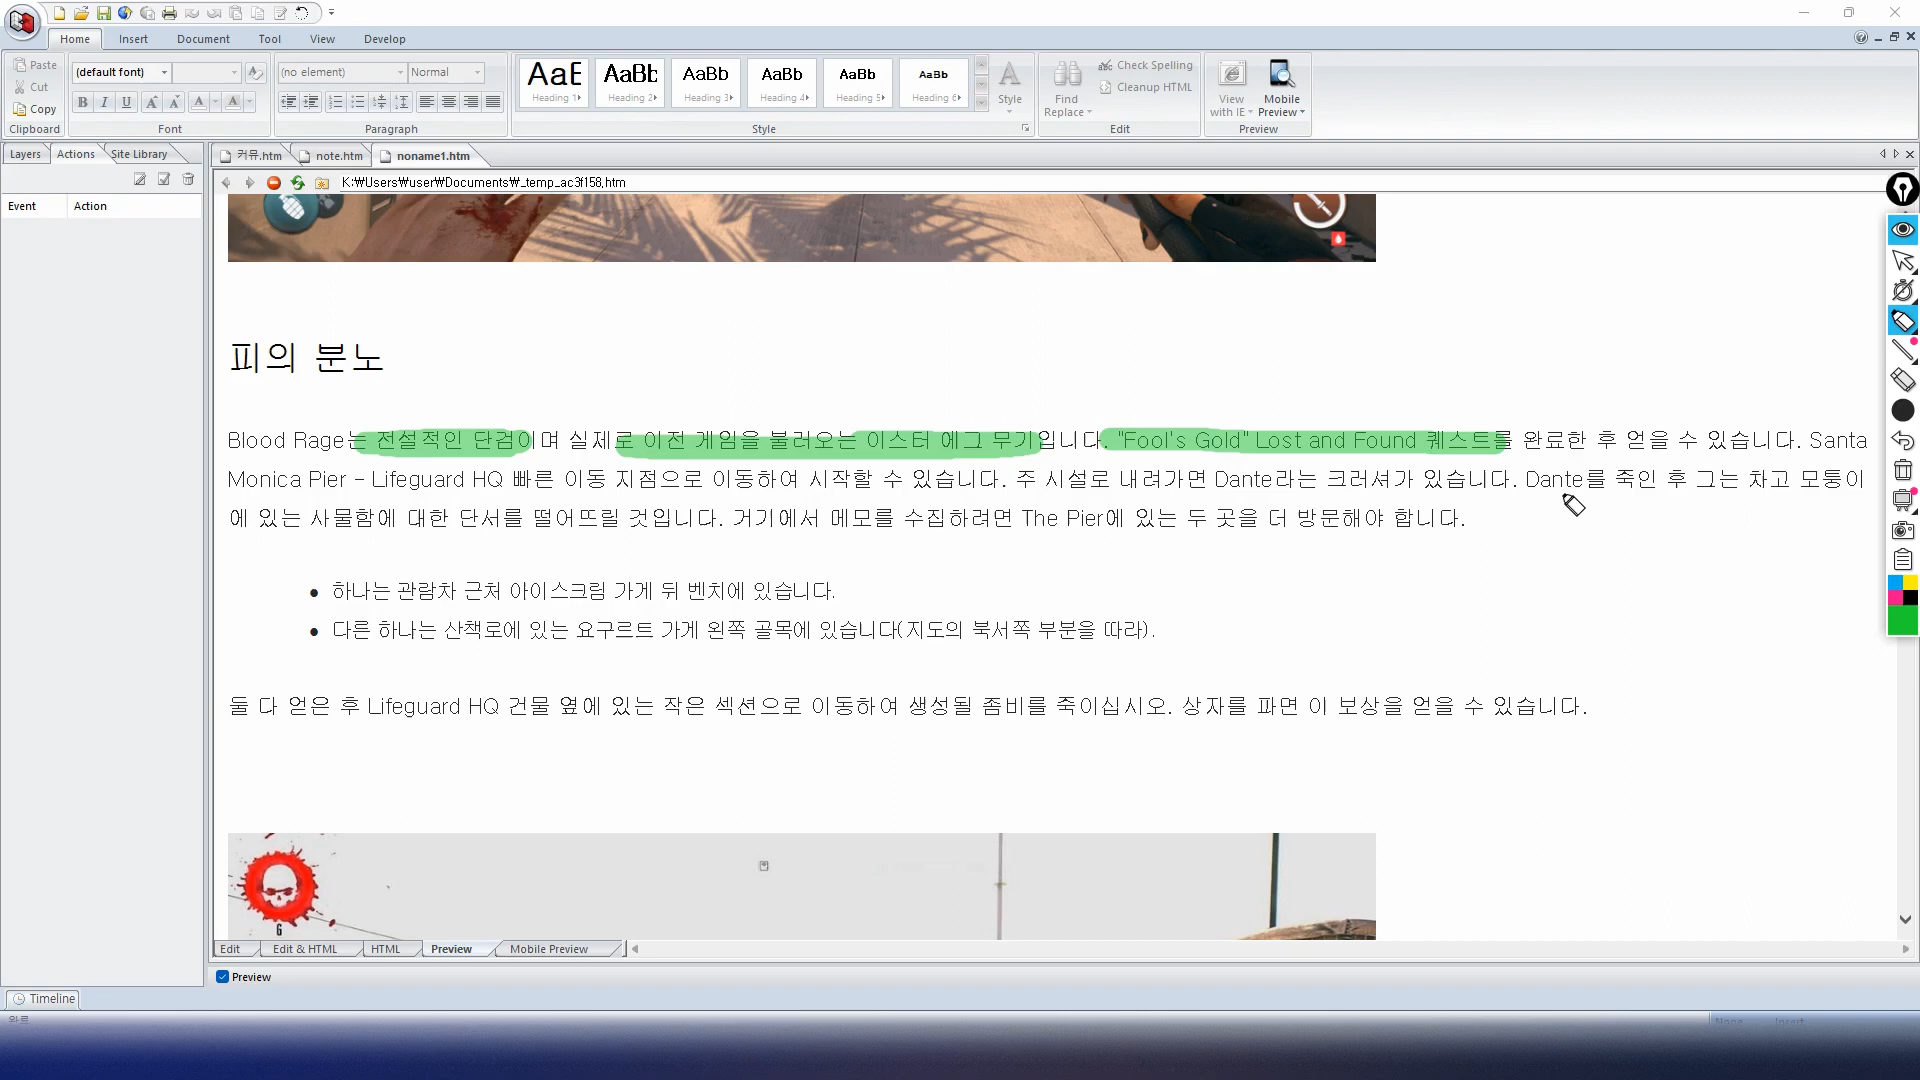 Home Insert Document Tool View Develop
Paste (default font) (no element) Normal AaE AaBb AaBb AaBb AaBb AaBb Check Spelling
Cut Cleanup HTML
Copy B I U Heading 1 Heading 2 Heading 3 Heading 4 Heading 5 Heading 6 Style Find Replace View with IE Mobile Preview
Clipboard Font Paragraph Style Edit Preview
Layers Actions Site Library 커뮤.htm note.htm noname1.htm
K:₩Users₩user₩Documents₩_temp_ac3f158.htm
Event Action
피의 분노
Blood Rage는 전설적인 단검이며 실제로 이전 게임을 불러오는 이스터 에그 무기입니다. "Fool's Gold" Lost and Found 퀘스트를 완료한 후 얻을 수 있습니다. Santa
Monica Pier – Lifeguard HQ 빠른 이동 지점으로 이동하여 시작할 수 있습니다. 주 시설로 내려가면 Dante라는 크러셔가 있습니다. Dante를 죽인 후 그는 차고 모퉁이
에 있는 사물함에 대한 단서를 떨어뜨릴 것입니다. 거기에서 메모를 수집하려면 The Pier에 있는 두 곳을 더 방문해야 합니다.
● 하나는 관람차 근처 아이스크림 가게 뒤 벤치에 있습니다.
● 다른 하나는 산책로에 있는 요구르트 가게 왼쪽 골목에 있습니다(지도의 북서쪽 부분을 따라).
둘 다 얻은 후 Lifeguard HQ 건물 옆에 있는 작은 섹션으로 이동하여 생성될 좀비를 죽이십시오. 상자를 파면 이 보상을 얻을 수 있습니다.
G
Edit Edit & HTML HTML Preview Mobile Preview
Preview
Timeline